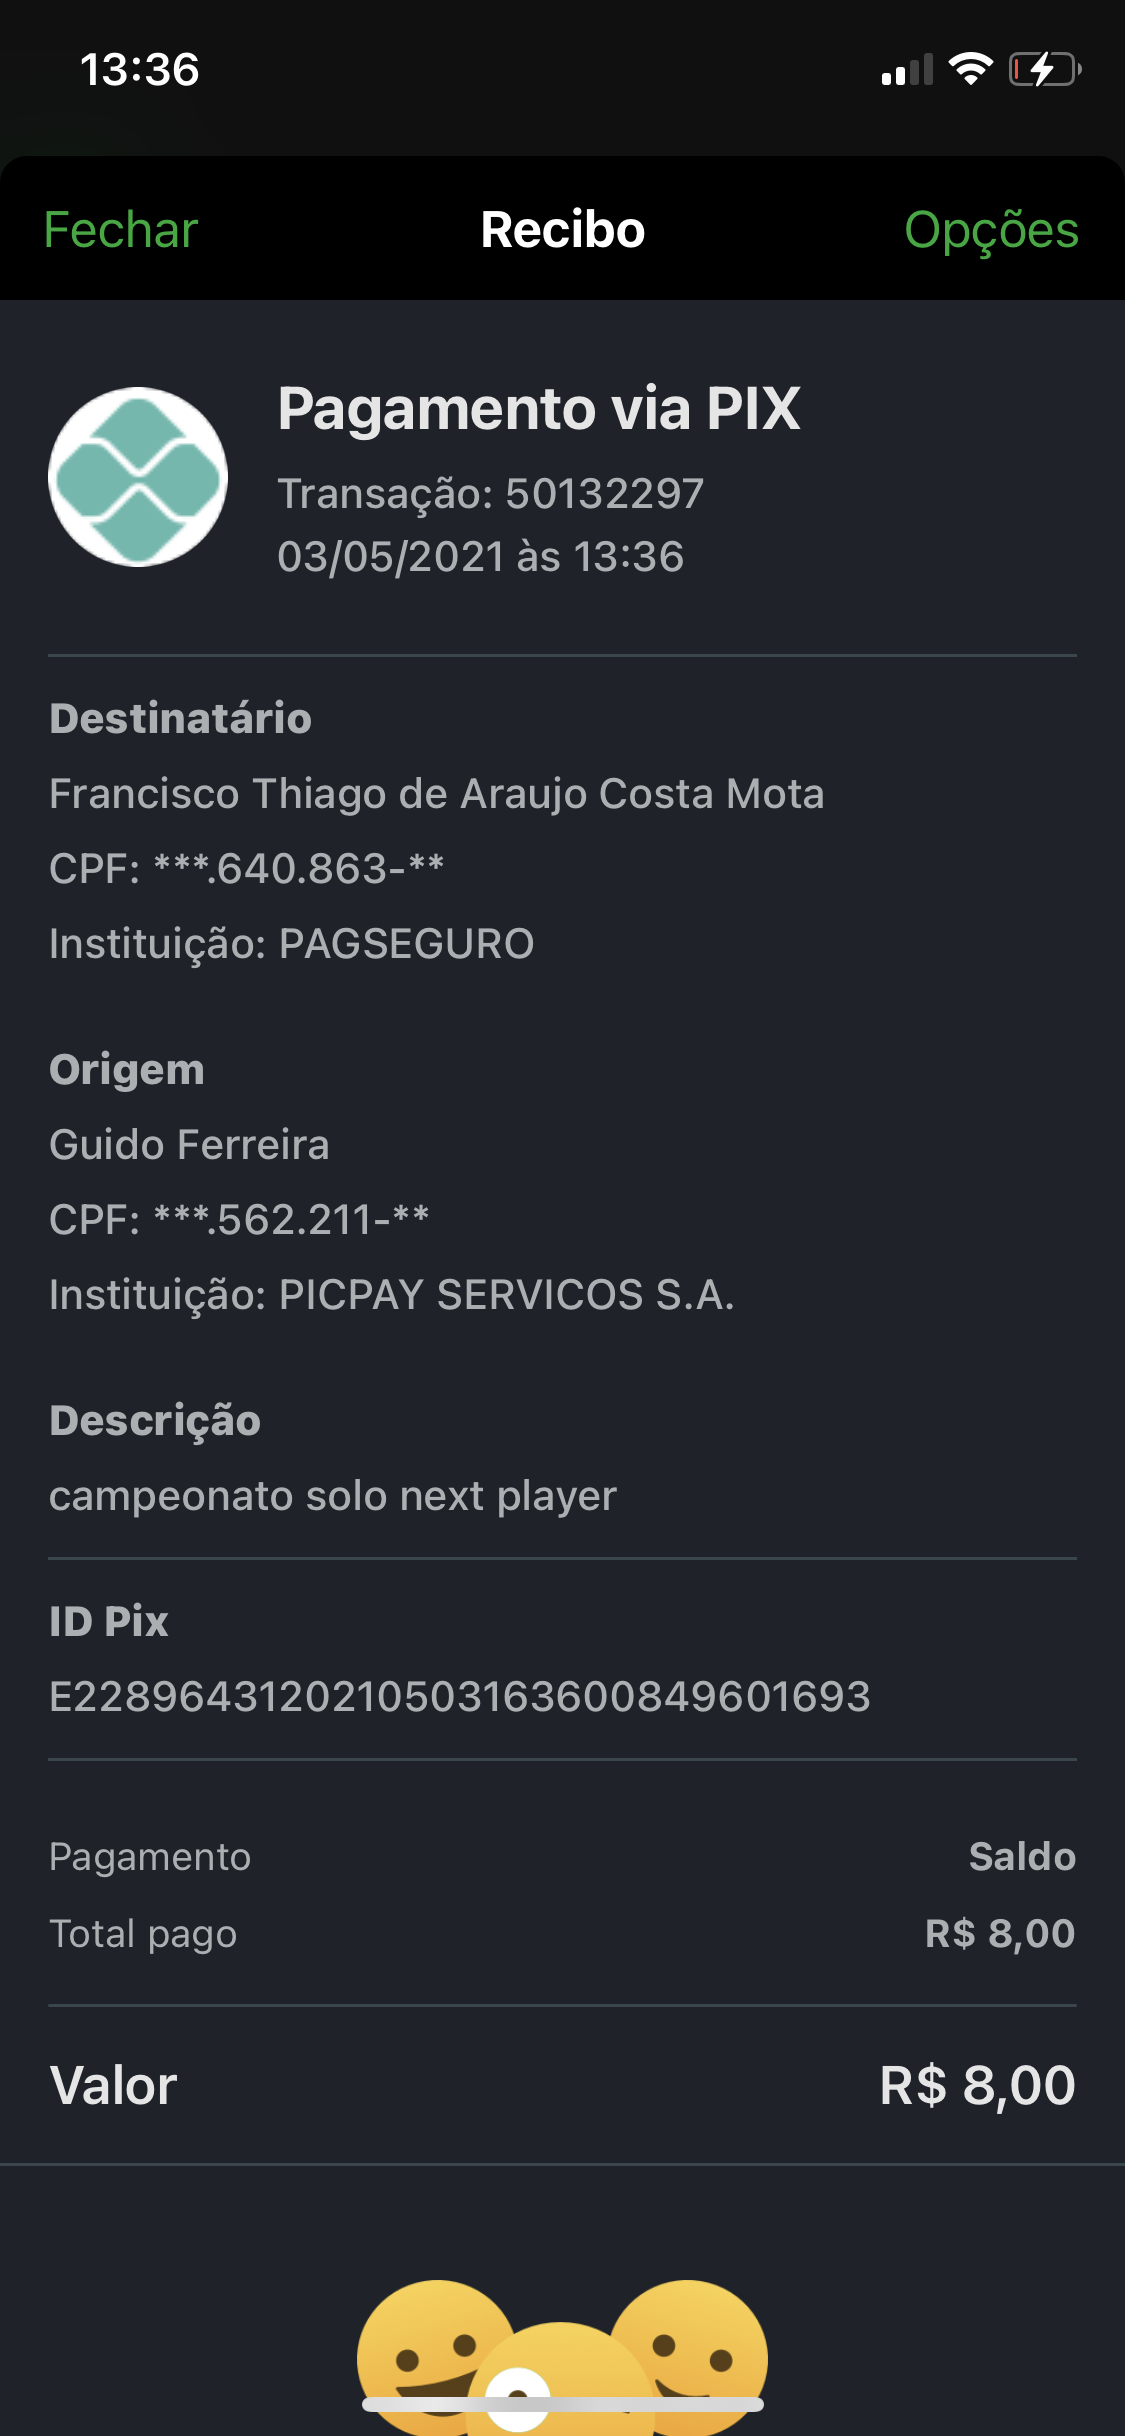 13:36
Fechar
Recibo
Opções
Pagamento via PIX
Transação: 50132297
03/05/2021 às 13:36
Destinatário
Francisco Thiago de Araujo Costa Mota
CPF: ***.640.863-**
Instituição: PAGSEGURO
Origem
Guido Ferreira
CPF: ***.562.211-**
Instituição: PICPAY SERVICOS S.A.
Descrição
campeonato solo next player
ID Pix
E22896431202105031636008496​01693
Pagamento Saldo
Total pago R$ 8,00
Valor R$ 8,00